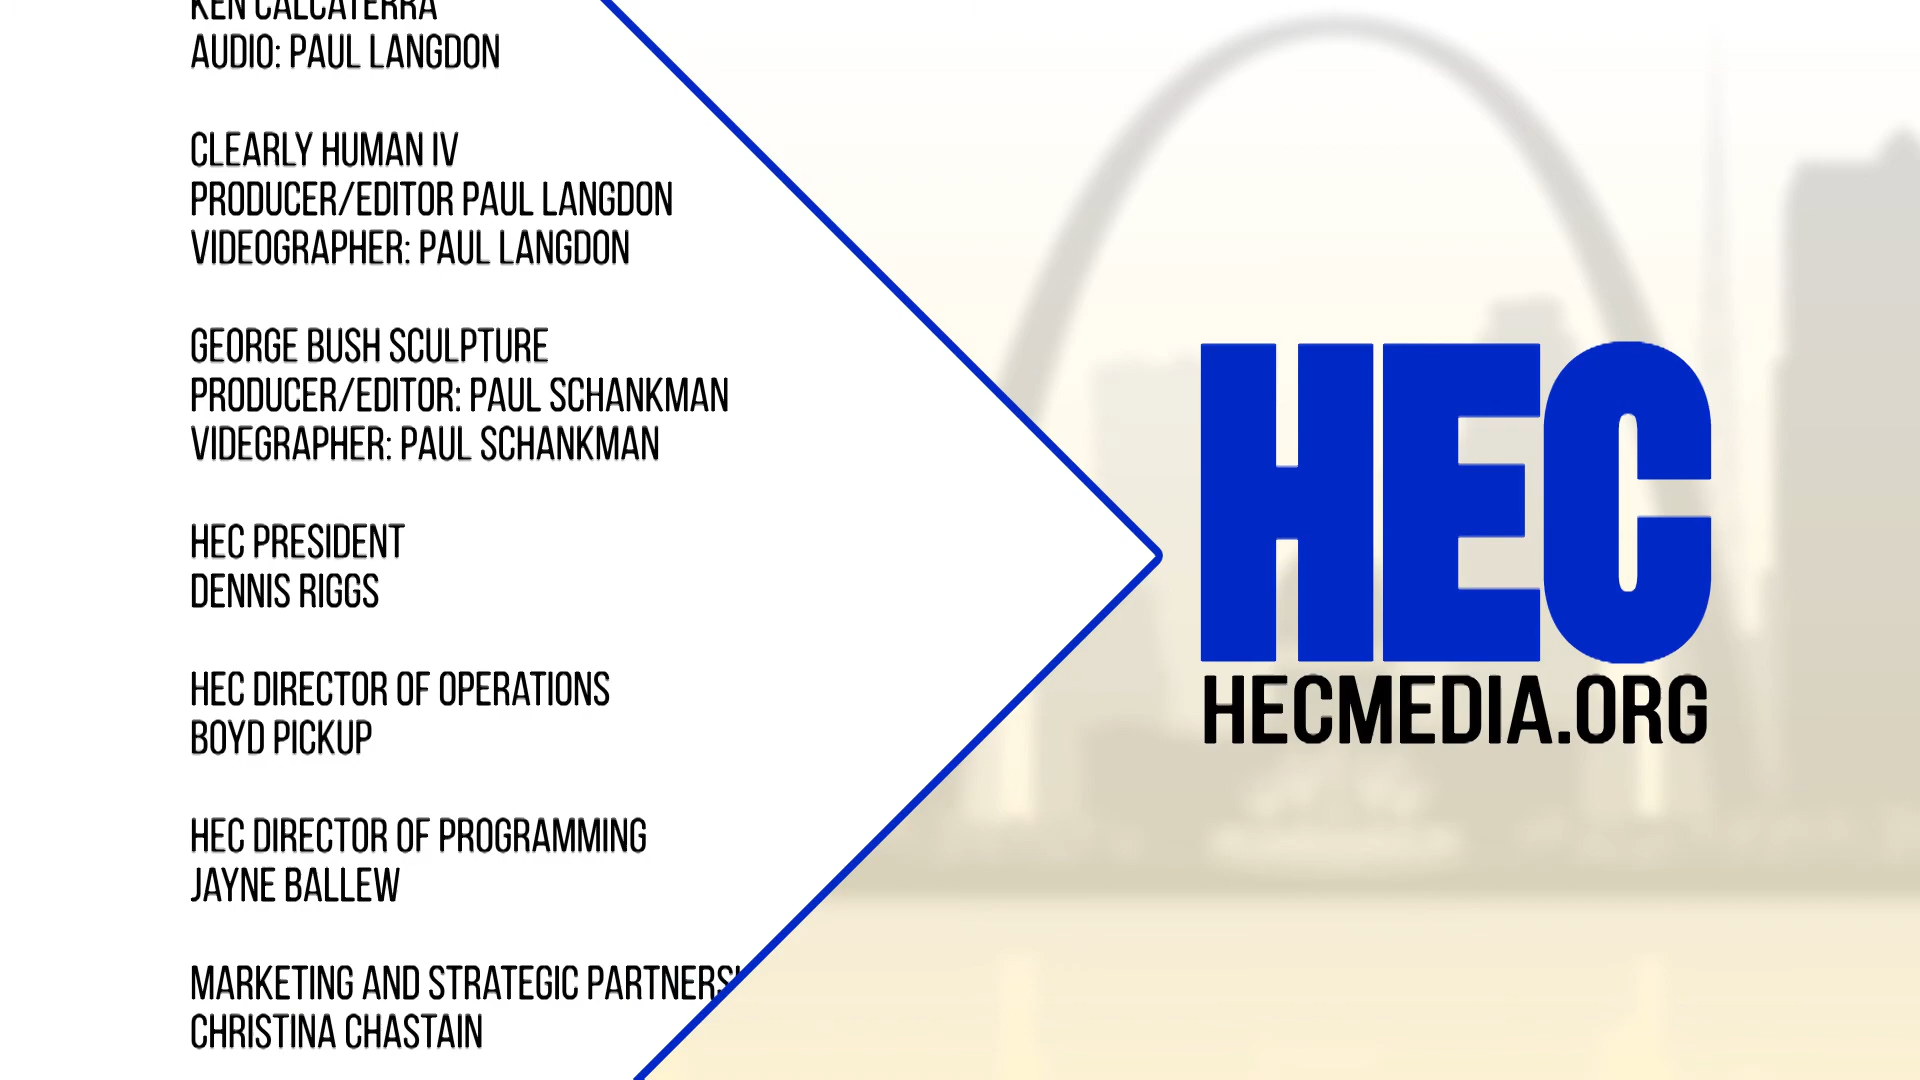 KEN CALCATERRA
AUDIO: PAUL LANGDON
CLEARLY HUMAN IV
PRODUCER/EDITOR PAUL LANGDON
VIDEOGRAPHER: PAUL LANGDON
GEORGE BUSH SCULPTURE
PRODUCER/EDITOR: PAUL SCHANKMAN
VIDEGRAPHER: PAUL SCHANKMAN
HEC PRESIDENT
DENNIS RIGGS
HEC DIRECTOR OF OPERATIONS
BOYD PICKUP
HEC DIRECTOR OF PROGRAMMING
JAYNE BALLEW
MARKETING AND STRATEGIC
CHRISTINA CHASTAIN
HEC
HECMEDIA.ORG